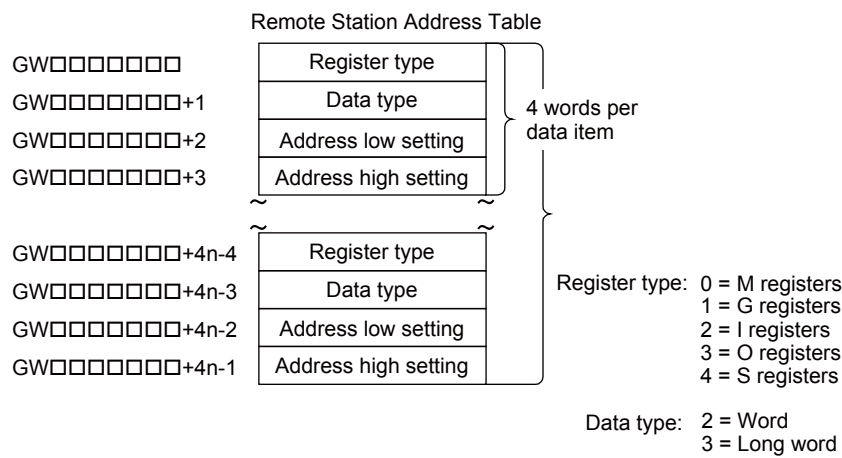 Remote Station Address Table
GW□□□□□□□ Register type
GW□□□□□□□+1 Data type
GW□□□□□□□+2 Address low setting
GW□□□□□□□+3 Address high setting
4 words per
data item
~ ~
~ ~
GW□□□□□□□+4n-4 Register type
GW□□□□□□□+4n-3 Data type
GW□□□□□□□+4n-2 Address low setting
GW□□□□□□□+4n-1 Address high setting
Register type: 0 = M registers
1 = G registers
2 = I registers
3 = O registers
4 = S registers
Data type: 2 = Word
3 = Long word